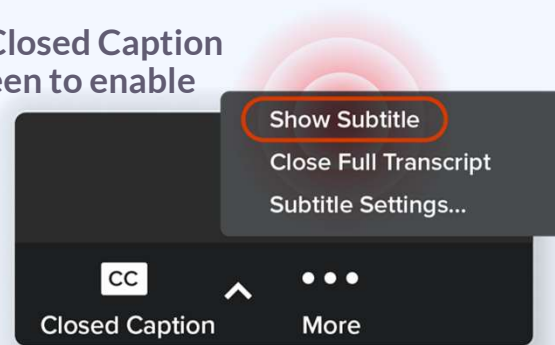 Closed Caption
een to enable
Show Subtitle
Close Full Transcript
Subtitle Settings...
CC
Closed Caption
More